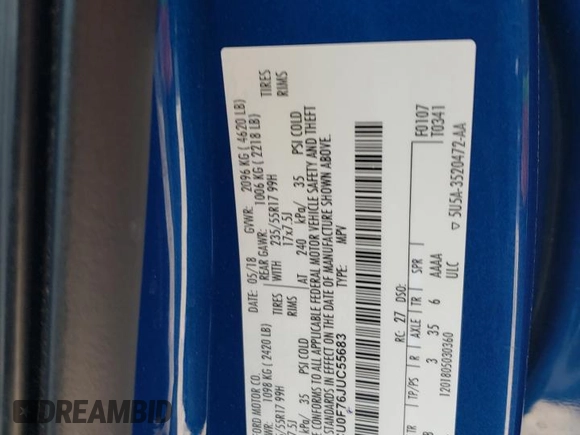 FORD MOTOR CO.
DATE: 05/18 GVWR: 2096 KG ( 4620 LB)
1098 KG ( 2420 LB) REAR GAWR: 1006 KG ( 2218 LB)
99H TIRES WITH 235/55R17 99H TIRES
17x7.5J RIMS 17x7.5J RIMS
kPa/ 35 PSI COLD AT 240 kPa/ 35 PSI COLD
CONFORMS TO ALL APPLICABLE FEDERAL MOTOR VEHICLE SAFETY AND THEFT
STANDARDS IN EFFECT ON THE DATE OF MANUFACTURE SHOWN ABOVE.
U0F76JUC55683 TYPE: MPV
F0107
RC: 27 DSO: T0341
TR TP/PS R AXLE TR SPR
B 3 35 6 AAAA
ULC
1201805030360 ▽ 5U5A-3520472-AA
DREAMBID